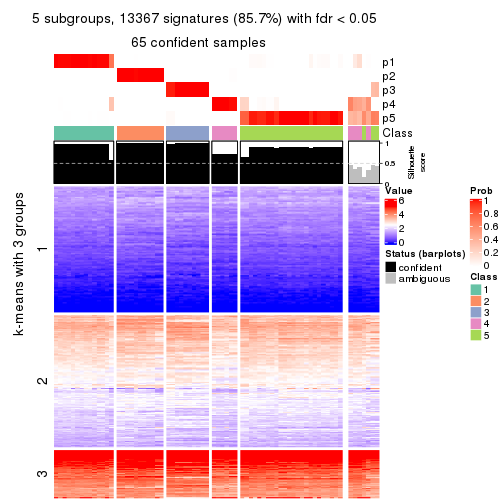 5 subgroups, 13367 signatures (85.7%) with fdr < 0.05
65 confident samples
p1
p2
p3
p4
p5
Class
1
0.5
0
Silhouette
score
k-means with 3 groups
1
2
3
Value
6
4
2
0
Status (barplots)
confident
ambiguous
Prob
1
0.8
0.6
0.4
0.2
0
Class
1
2
3
4
5